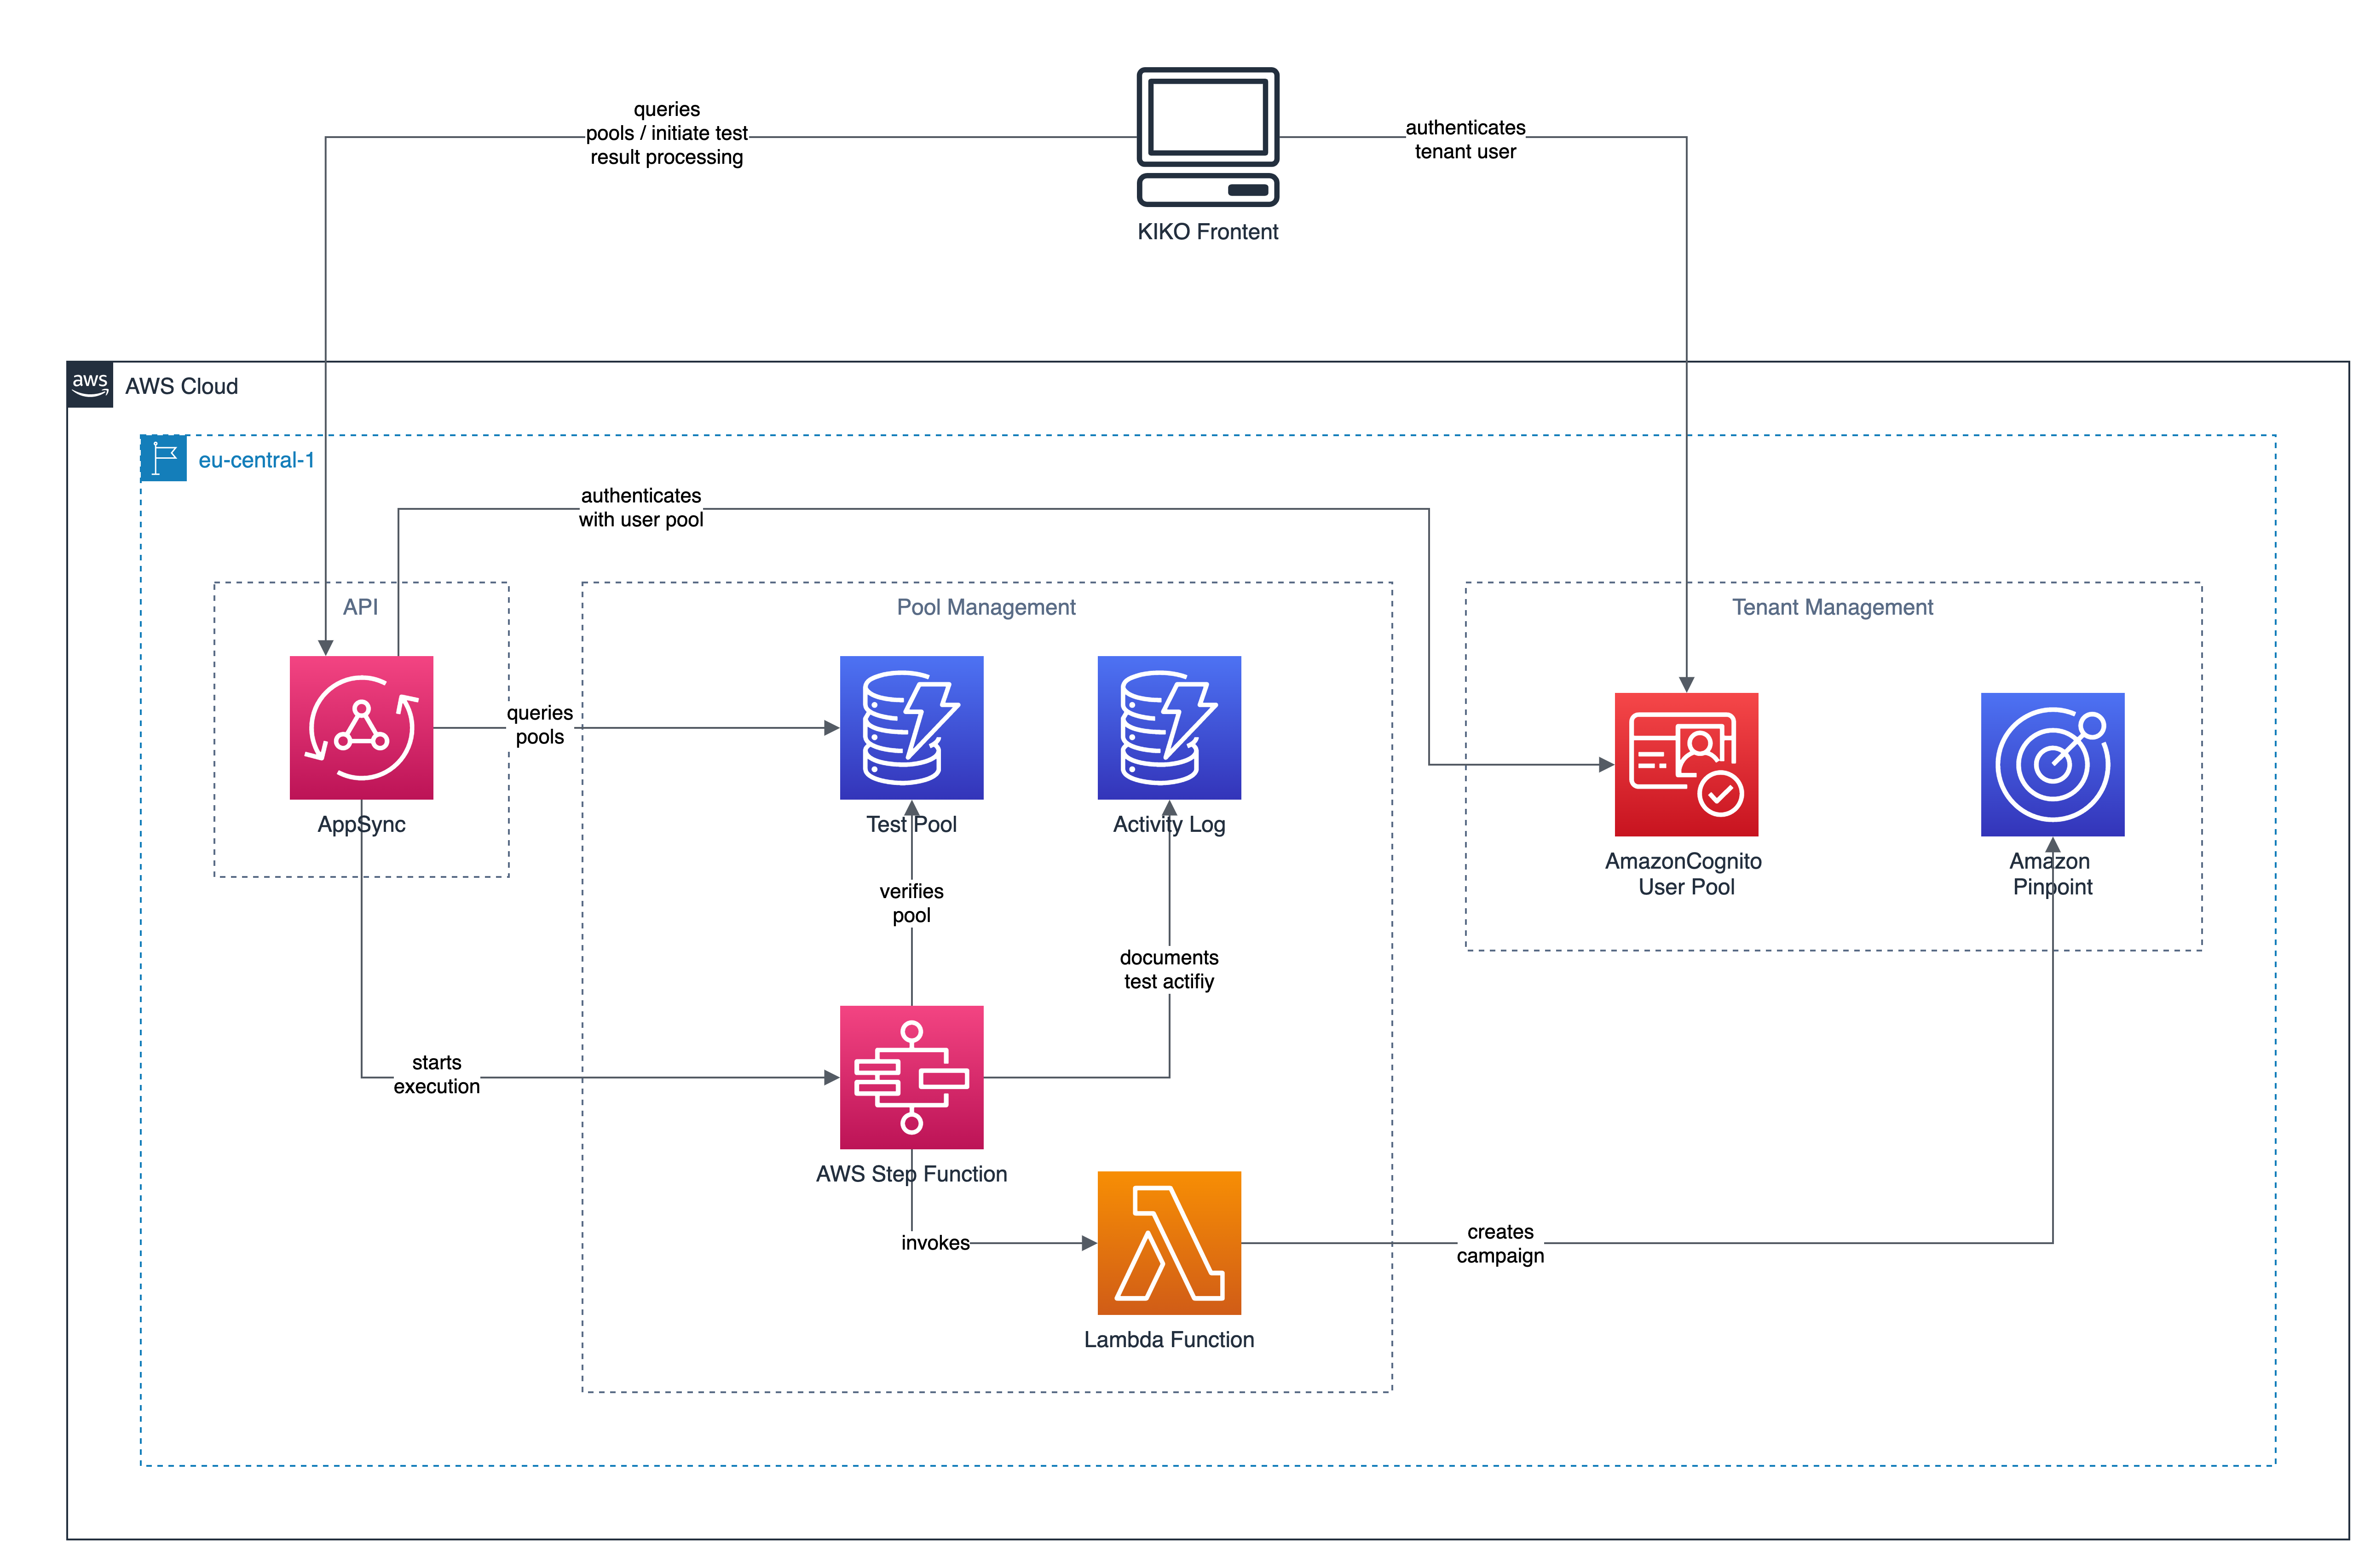 queries
pools / initiate test
result processing
authenticates
tenant user
KIKO Frontent
aws
AWS Cloud
eu-central-1
authenticates
with user pool
API
Pool Management
Tenant Management
queries
pools
AppSync
Test Pool
Activity Log
AmazonCognito
User Pool
Amazon
Pinpoint
verifies
pool
documents
test actifiy
starts
execution
AWS Step Function
invokes
creates
campaign
Lambda Function